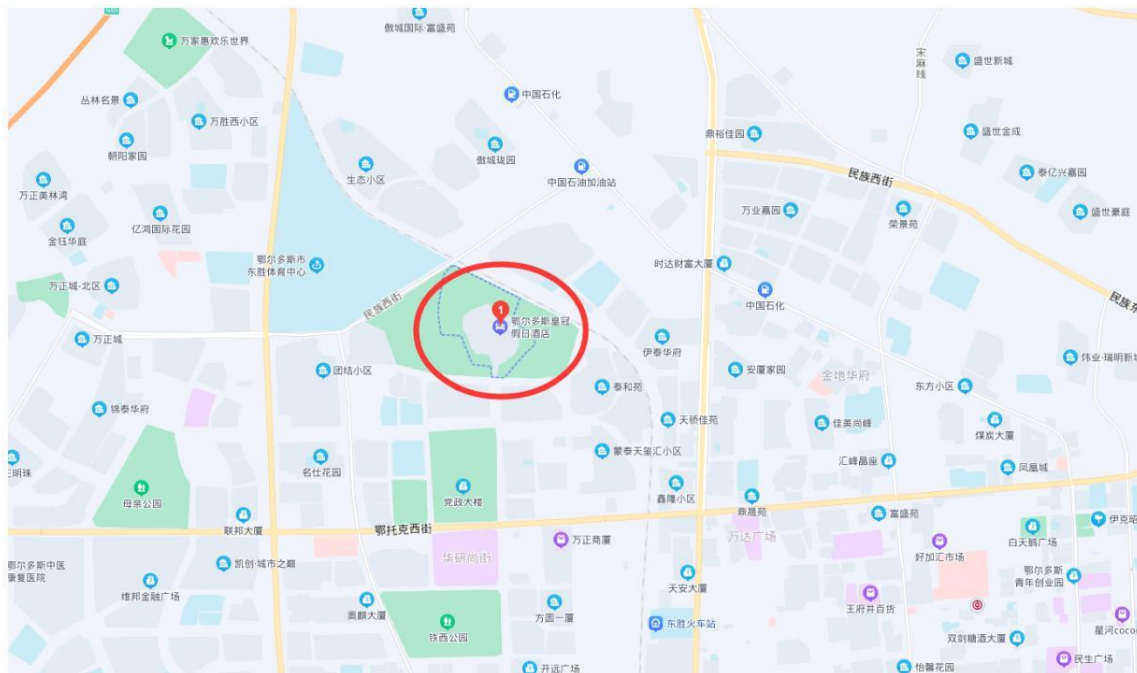 傲城国际·富盛苑
万家惠欢乐世界
宋麻线
盛世新城
丛林名景
中国石化
万胜西小区
朝阳家园
鼎裕佳园
盛世金成
傲城珑园
生态小区
中国石油加油站
民族西街
泰亿兴嘉园
万正美林湾
金钰华庭
亿鸿国际花园
万业嘉园
荣景苑
盛世豪庭
鄂尔多斯市
东胜体育中心
时达财富大厦
万正城·北区
中国石化
民族西街
民族东
1
鄂尔多斯皇冠
假日酒店
万正城
伊泰华府
炜业·瑞明新城
团结小区
安厦家园
金地华府
泰和苑
东方小区
锦泰华府
天骄佳苑
佳美尚峰
煤炭大厦
王明珠
名仕花园
蒙泰天玺汇小区
汇峰晶座
凤凰城
母亲公园
党政大楼
鑫隆小区
鼎晟苑
联邦大厦
鄂托克西街
富盛苑
伊克昭
万正商厦
万达广场
白天鹅广场
华研尚街
好加汇市场
鄂尔多斯中医
康复医院
凯创·城市之巅
维邦金融广场
天安大厦
鄂尔多斯
青年创业园
奥麒大厦
方圆一厦
王府井百货
铁西公园
东胜火车站
双剑糖酒大厦
星河coco
开远广场
怡馨花园
民生广场